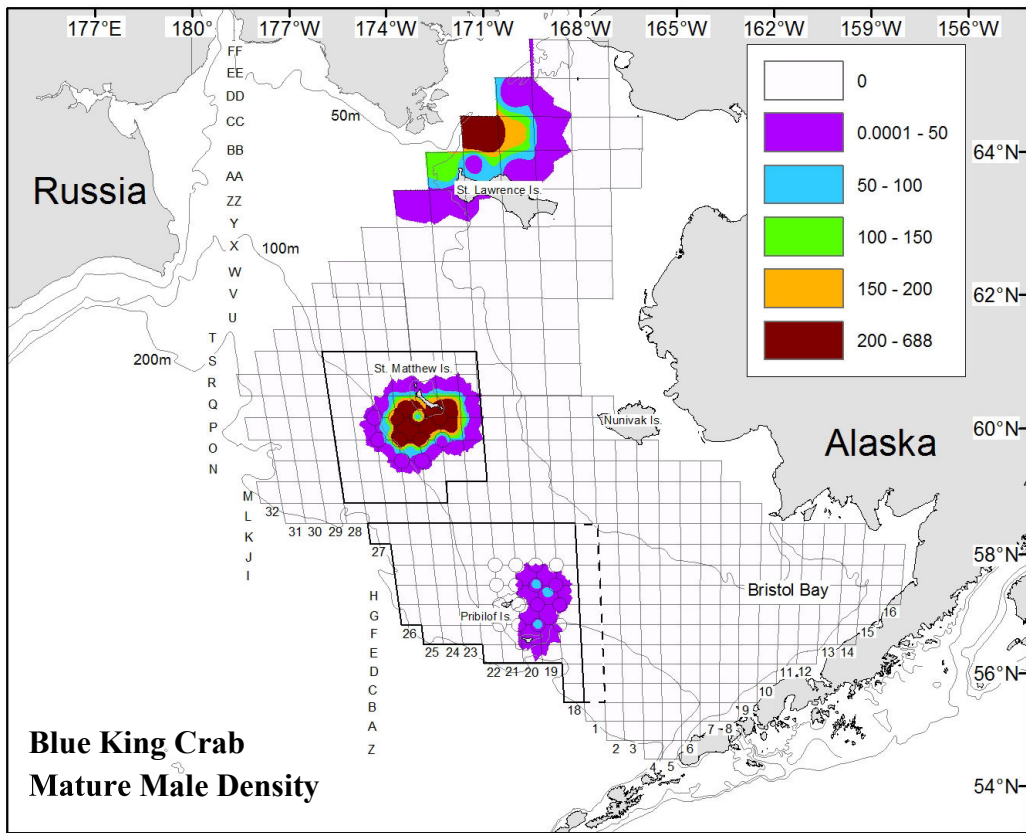 177°E 180° 177°W 174°W 171°W 168°W 165°W 162°W 159°W 156°W
FF
EE
DD
CC
BB
AA
ZZ
Y
X
W
V
U
T
S
R
Q
P
O
N
M
L
K
J
I
H
G
F
E
D
C
B
A
Z
50m
100m
200m
Russia
Alaska
St. Lawrence Is.
St. Matthew Is.
Nunivak Is.
Pribilof Is.
Bristol Bay
0
0.0001 - 50
50 - 100
100 - 150
150 - 200
200 - 688
64°N
62°N
60°N
58°N
56°N
54°N
32
31 30 29 28
27
26
25 24 23
22 21 20 19
18
1
2 3
4 5
6
7 8
9
10
11 12
13 14
15
16
Blue King Crab
Mature Male Density